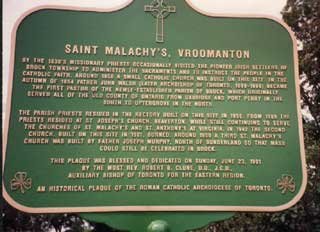 SAINT MALACHY'S, VROOMANTON
BY THE 1830'S MISSIONARY PRIESTS OCCASIONALLY VISITED THE PIONEER IRISH SETTLERS OF
BROCK TOWNSHIP TO ADMINISTER THE SACRAMENTS AND TO INSTRUCT THE PEOPLE IN THE
CATHOLIC FAITH. AROUND A SMALL CATHOLIC CHURCH WAS BUILT ON THIS SITE. IN THE
AUTUMN OF 1854 FATHER JOHN WALSH (LATER ARCHBISHOP OF TORONTO, 1889-1898) BECAME
THE FIRST PASTOR OF THE NEWLY-ESTABLISHED PARISH OF BROCK, WHICH ORIGINALLY
SERVED ALL OF THE OLD COUNTY OF ONTARIO FROM UXBRIDGE AND PORT PERRY IN THE
SOUTH TO UPTERGROVE IN THE NORTH.
THE PARISH PRIESTS RESIDED IN THE RECTORY BUILT ON THIS SITE IN FROM THE
PRIESTS RESIDED AT ST. JOSEPH'S CHURCH, BEAVERTON, WHILE STILL CONTINUING TO SERVE
THE CHURCHES OF ST. MALACHY'S AND ST. ANTHONY'S AT VIRGINIA. IN THE SECOND
CHURCH, BUILT ON THIS SITE IN BURNED. AROUND A THIRD ST. MALACHY'S
CHURCH WAS BUILT BY FATHER JOSEPH MURPHY, NORTH OF SUNDERLAND SO THAT MASS
COULD STILL BE CELEBRATED IN BROCK.
THIS PLAQUE WAS BLESSED AND DEDICATED ON SUNDAY, JUNE 23, 1991,
BY THE MOST REV. ROBERT B. CLUNE, D.D., J.C.B.,
AUXILIARY BISHOP OF TORONTO FOR THE EASTERN REGION.
AN HISTORICAL PLAQUE OF THE ROMAN CATHOLIC ARCHDIOCESE OF TORONTO.